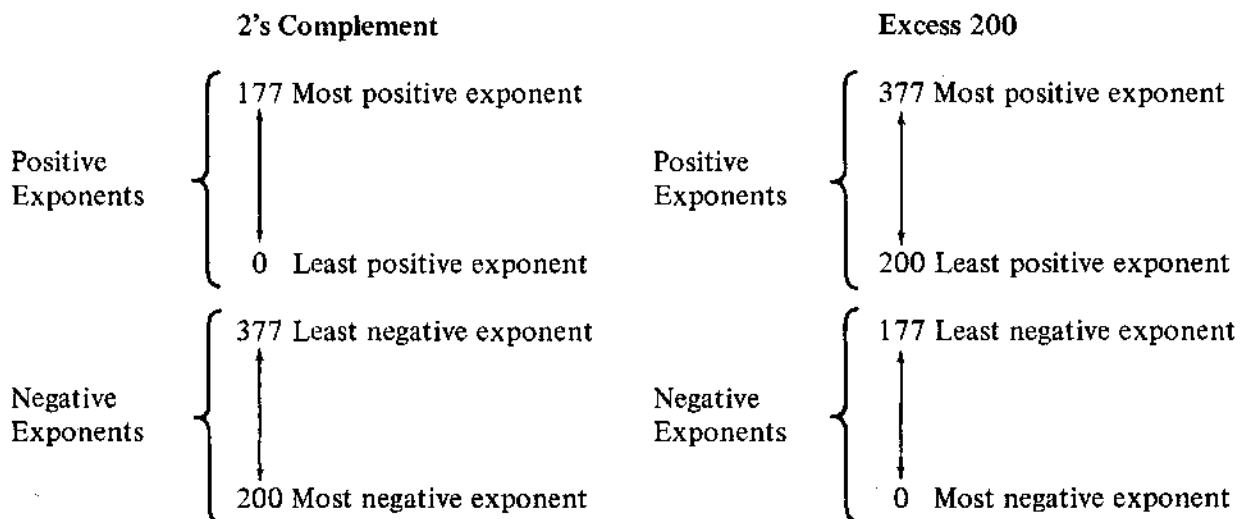 2's Complement
177 Most positive exponent
Positive
Exponents
0 Least positive exponent
377 Least negative exponent
Negative
Exponents
200 Most negative exponent
Excess 200
377 Most positive exponent
Positive
Exponents
200 Least positive exponent
177 Least negative exponent
Negative
Exponents
0 Most negative exponent